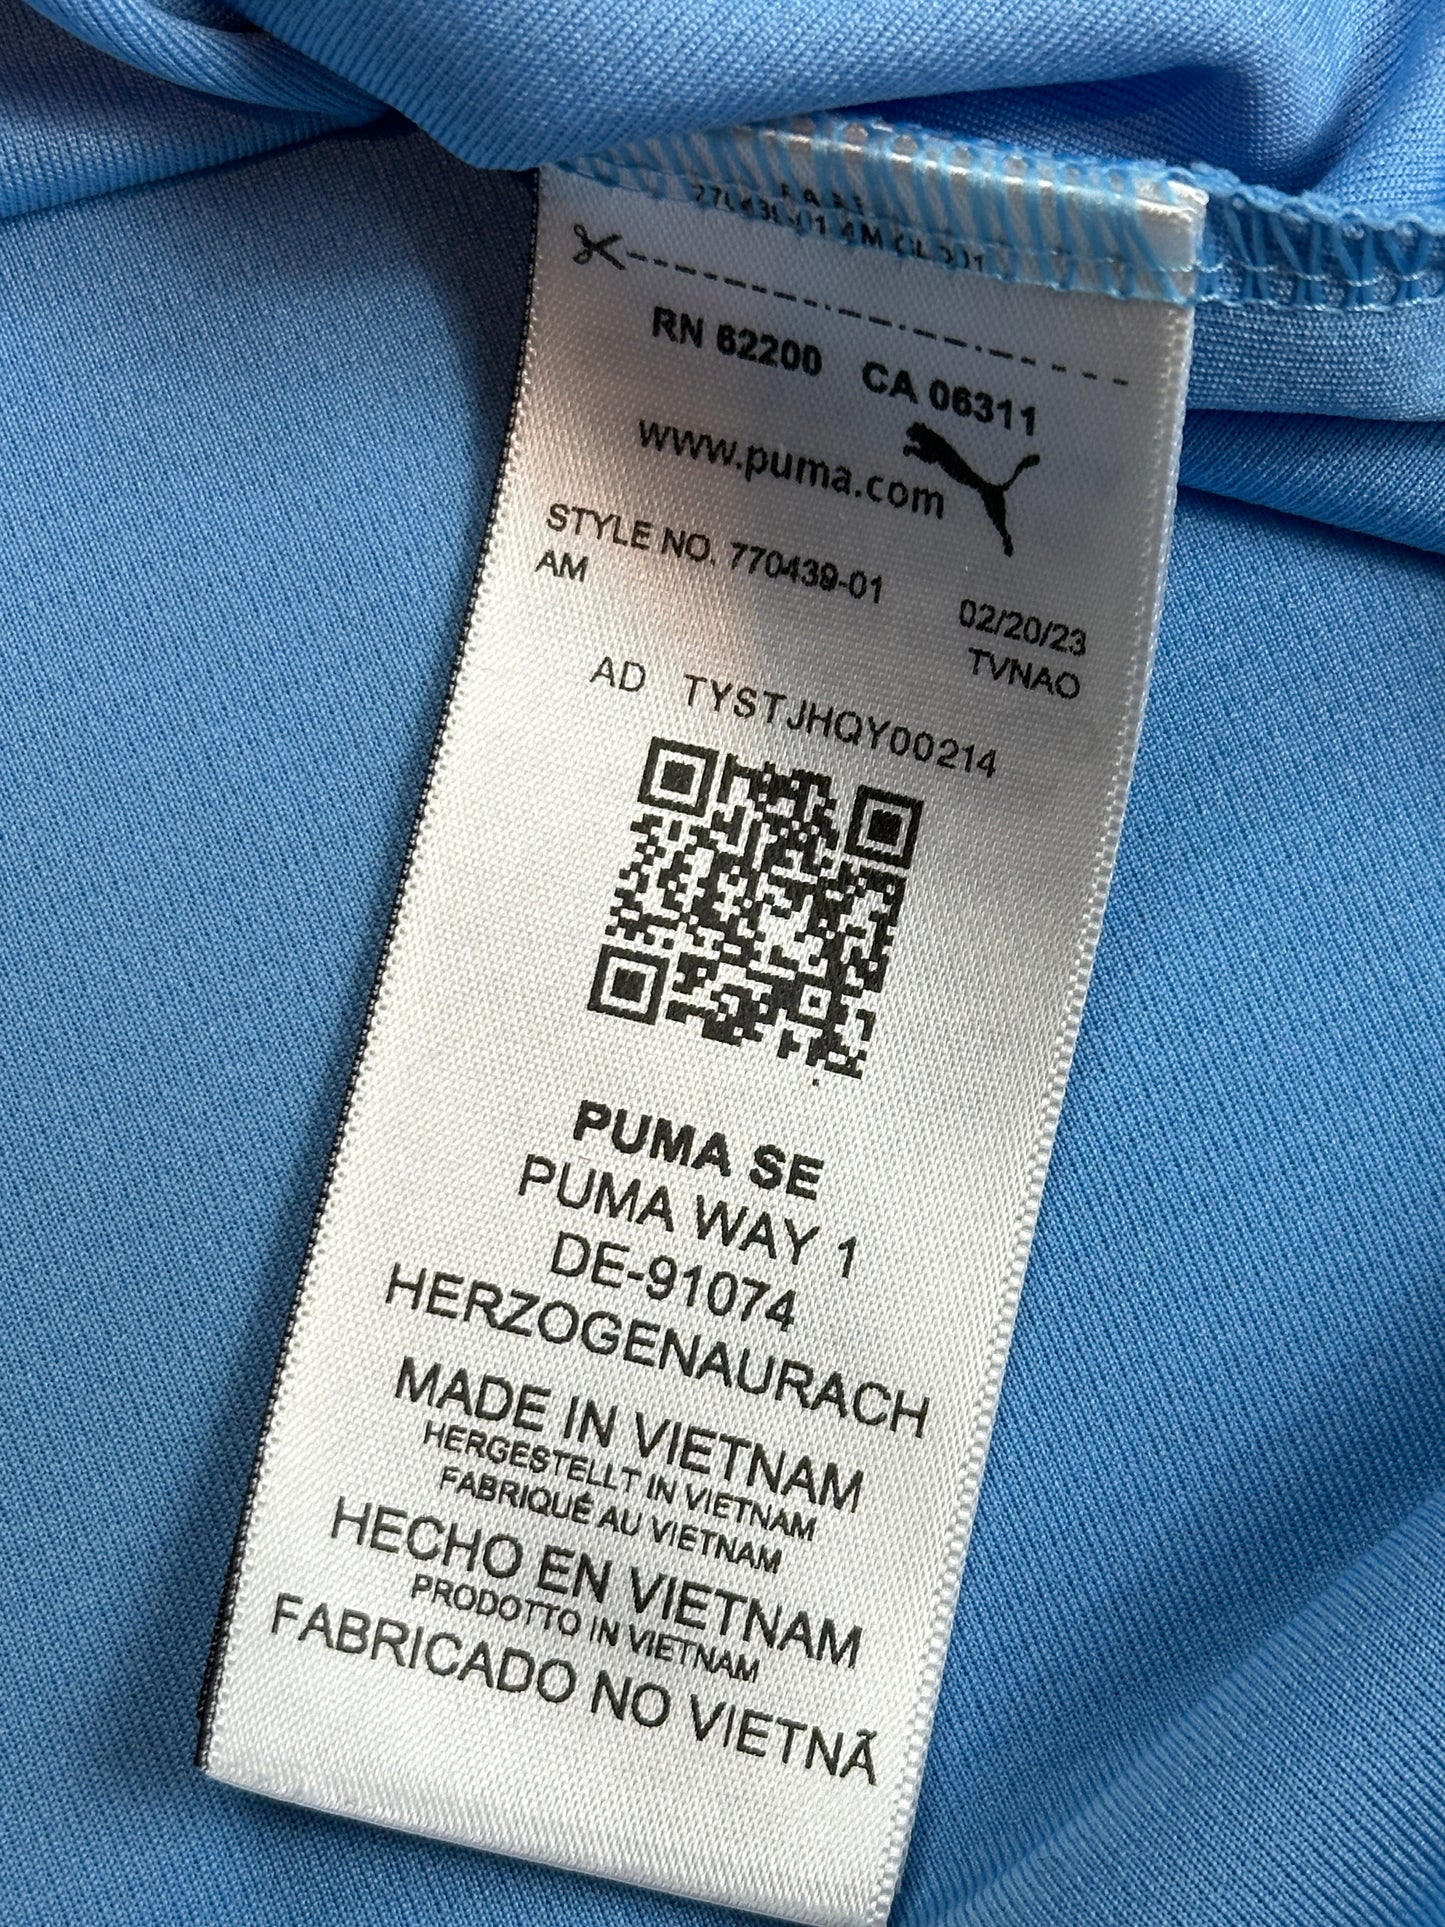 RN 62200 CA 06311
www.puma.com
STYLE NO. 770439-01
AM
02/20/23
TVNAO
AD TYSTJHQY00214
PUMA SE
PUMA WAY 1
DE-91074
HERZOGENAURACH
MADE IN VIETNAM
HERGESTELLT IN VIETNAM
FABRIQUÉ AU VIETNAM
HECHO EN VIETNAM
PRODOTTO IN VIETNAM
FABRICADO NO VIETNÃ